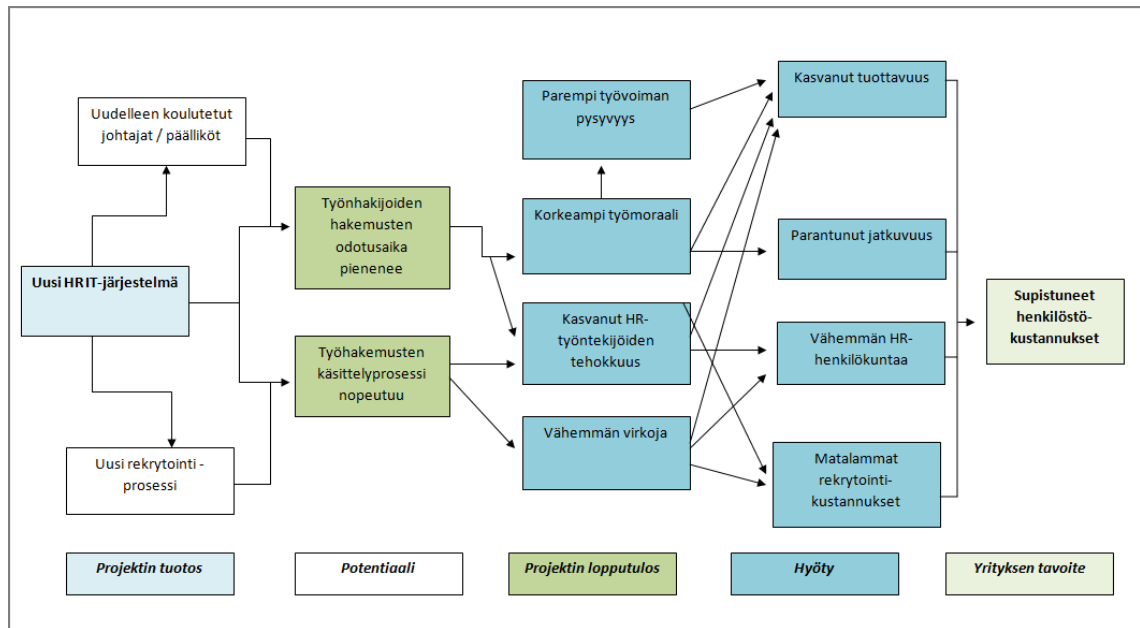 Uudelleen koulutetut
johtajat / päälliköt
Uusi HR IT-järjestelmä
Uusi rekrytointi -
prosessi
Työnhakijoiden
hakemusten
odotusaika
pienenee
Työhakemusten
käsittelyprosessi
nopeutuu
Parempi työvoiman
pysyvyys
Korkeampi työmoraali
Kasvanut HR-
työntekijöiden
tehokkuus
Vähemmän virkoja
Kasvanut tuottavuus
Parantunut jatkuvuus
Vähemmän HR-
henkilökuntaa
Matalammat
rekrytointi-
kustannukset
Supistuneet
henkilöstö-
kustannukset
Projektin tuotos
Potentiaali
Projektin lopputulos
Hyöty
Yrityksen tavoite